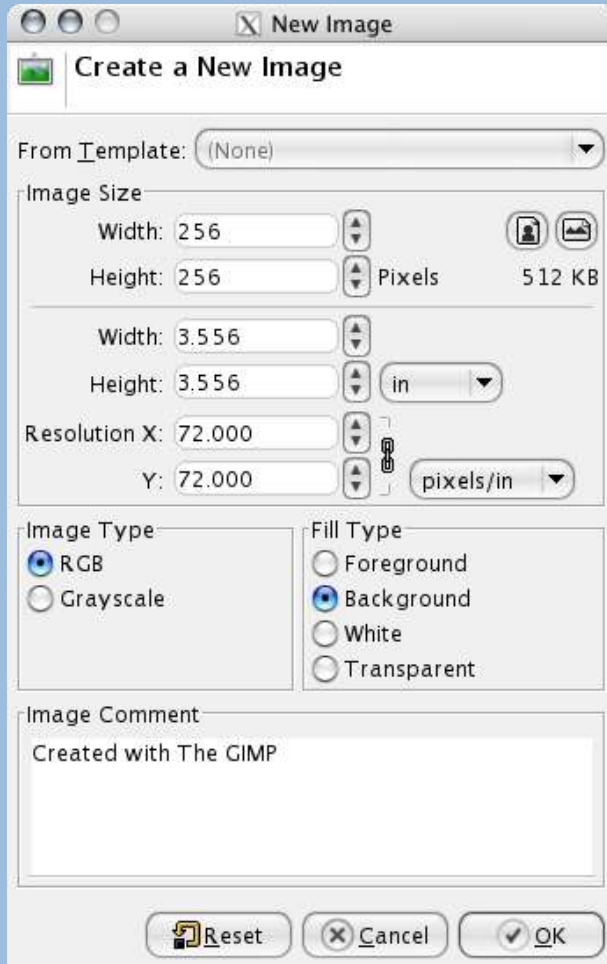 New Image
Create a New Image
From Template: (None)
Image Size
Width: 256
Height: 256 Pixels 512 KB
Width: 3.556
Height: 3.556 in
Resolution X: 72.000
Y: 72.000 pixels/in
Image Type
RGB
Grayscale
Fill Type
Foreground
Background
White
Transparent
Image Comment
Created with The GIMP
Reset Cancel OK